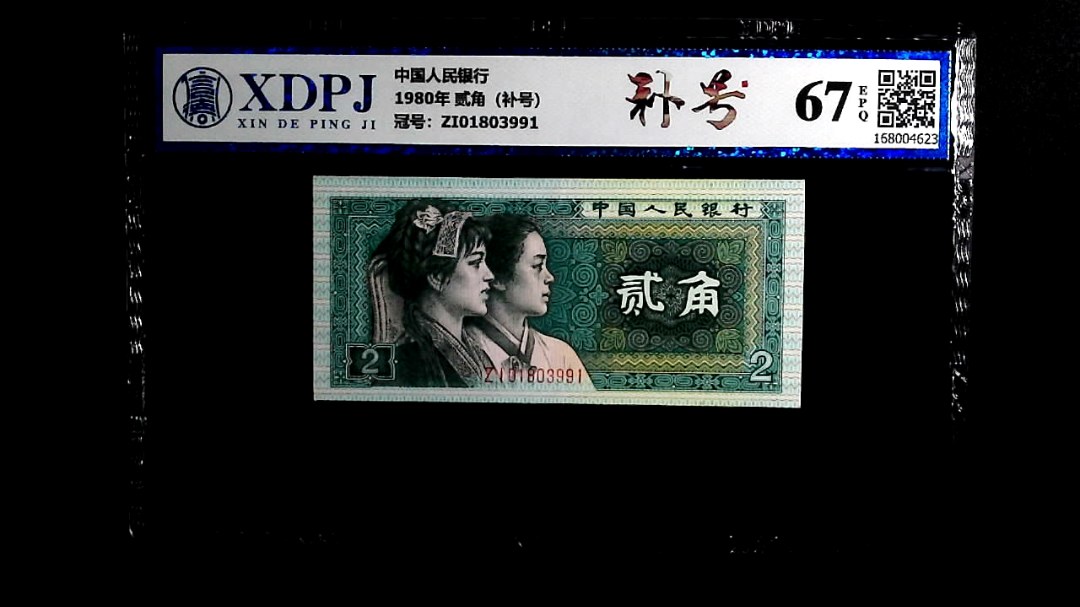 XDPJ
XIN DE PING JI
中国人民银行
1980年 贰角（补号）
冠号：ZI01803991
补号
67
EPQ
168004623
中国人民银行
贰角
2
2
ZI01803991